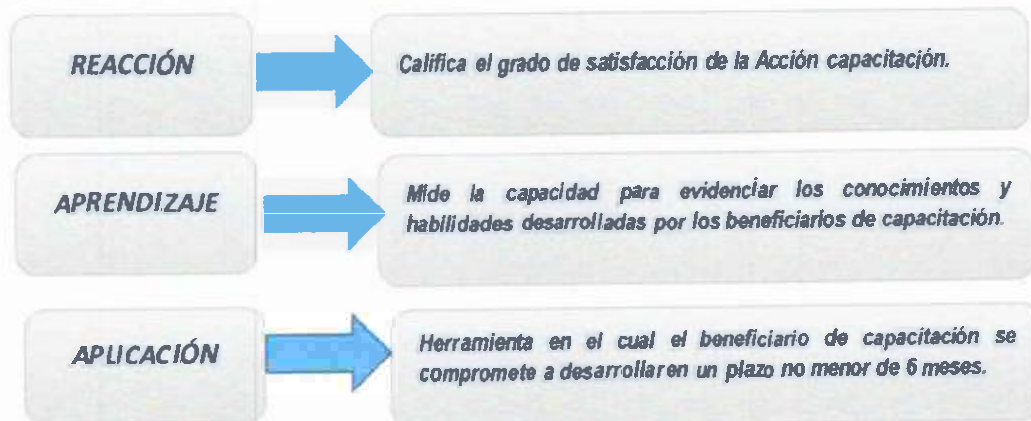 REACCIÓN
Califica el grado de satisfacción de la Acción capacitación.
APRENDIZAJE
Mide la capacidad para evidenciar los conocimientos y
habilidades desarrolladas por los beneficiarios de capacitación.
APLICACIÓN
Herramienta en el cual el beneficiario de capacitación se
compromete a desarrollar en un plazo no menor de 6 meses.